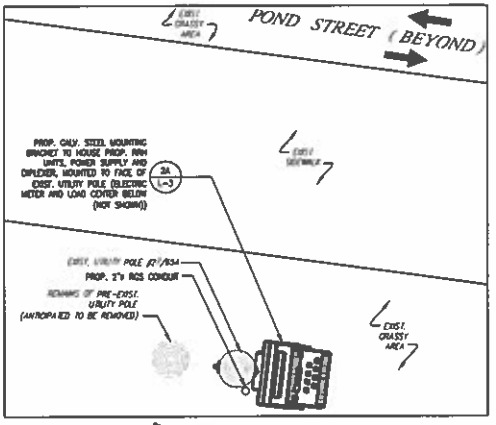 EXIST.
GRASSY
AREA
POND STREET (BEYOND)
PROP. GALV. STEEL MOUNTING
BRACKET TO HOUSE PROP. RRH
UNITS, POWER SUPPLY AND
DIPLEXER, MOUNTED TO FACE OF
EXIST. UTILITY POLE (ELECTRIC
METER AND LOAD CENTER BELOW
(NOT SHOWN))
2A
L-3
EXIST.
SIDEWALK
EXIST. UTILITY POLE
PROP. 2"∅ RGS CONDUIT
REMAINS OF PRE-EXIST.
UTILITY POLE
(ANTICIPATED TO BE REMOVED)
EXIST.
GRASSY
AREA